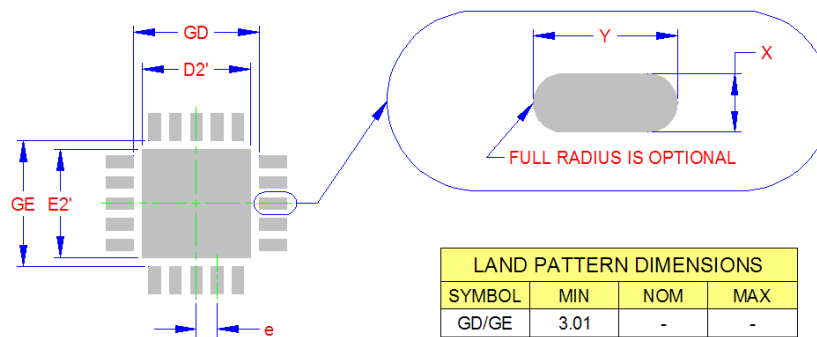 GD
D2'
GE
E2'
e
Y
X
FULL RADIUS IS OPTIONAL
LAND PATTERN DIMENSIONS
SYMBOL MIN NOM MAX
GD/GE 3.01 - -